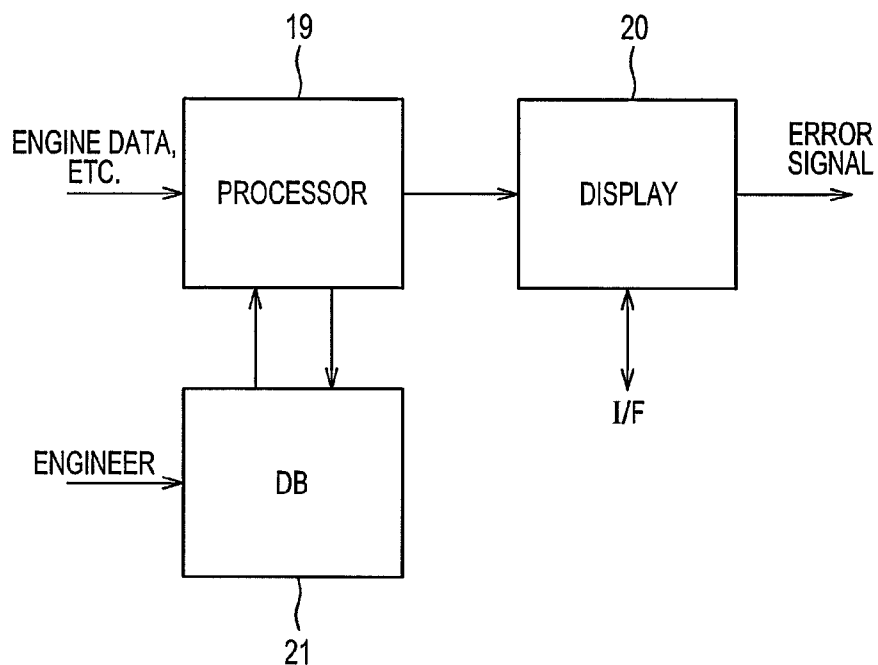 19
20
ENGINE DATA,
ETC.
PROCESSOR
DISPLAY
ERROR
SIGNAL
I/F
ENGINEER
DB
21